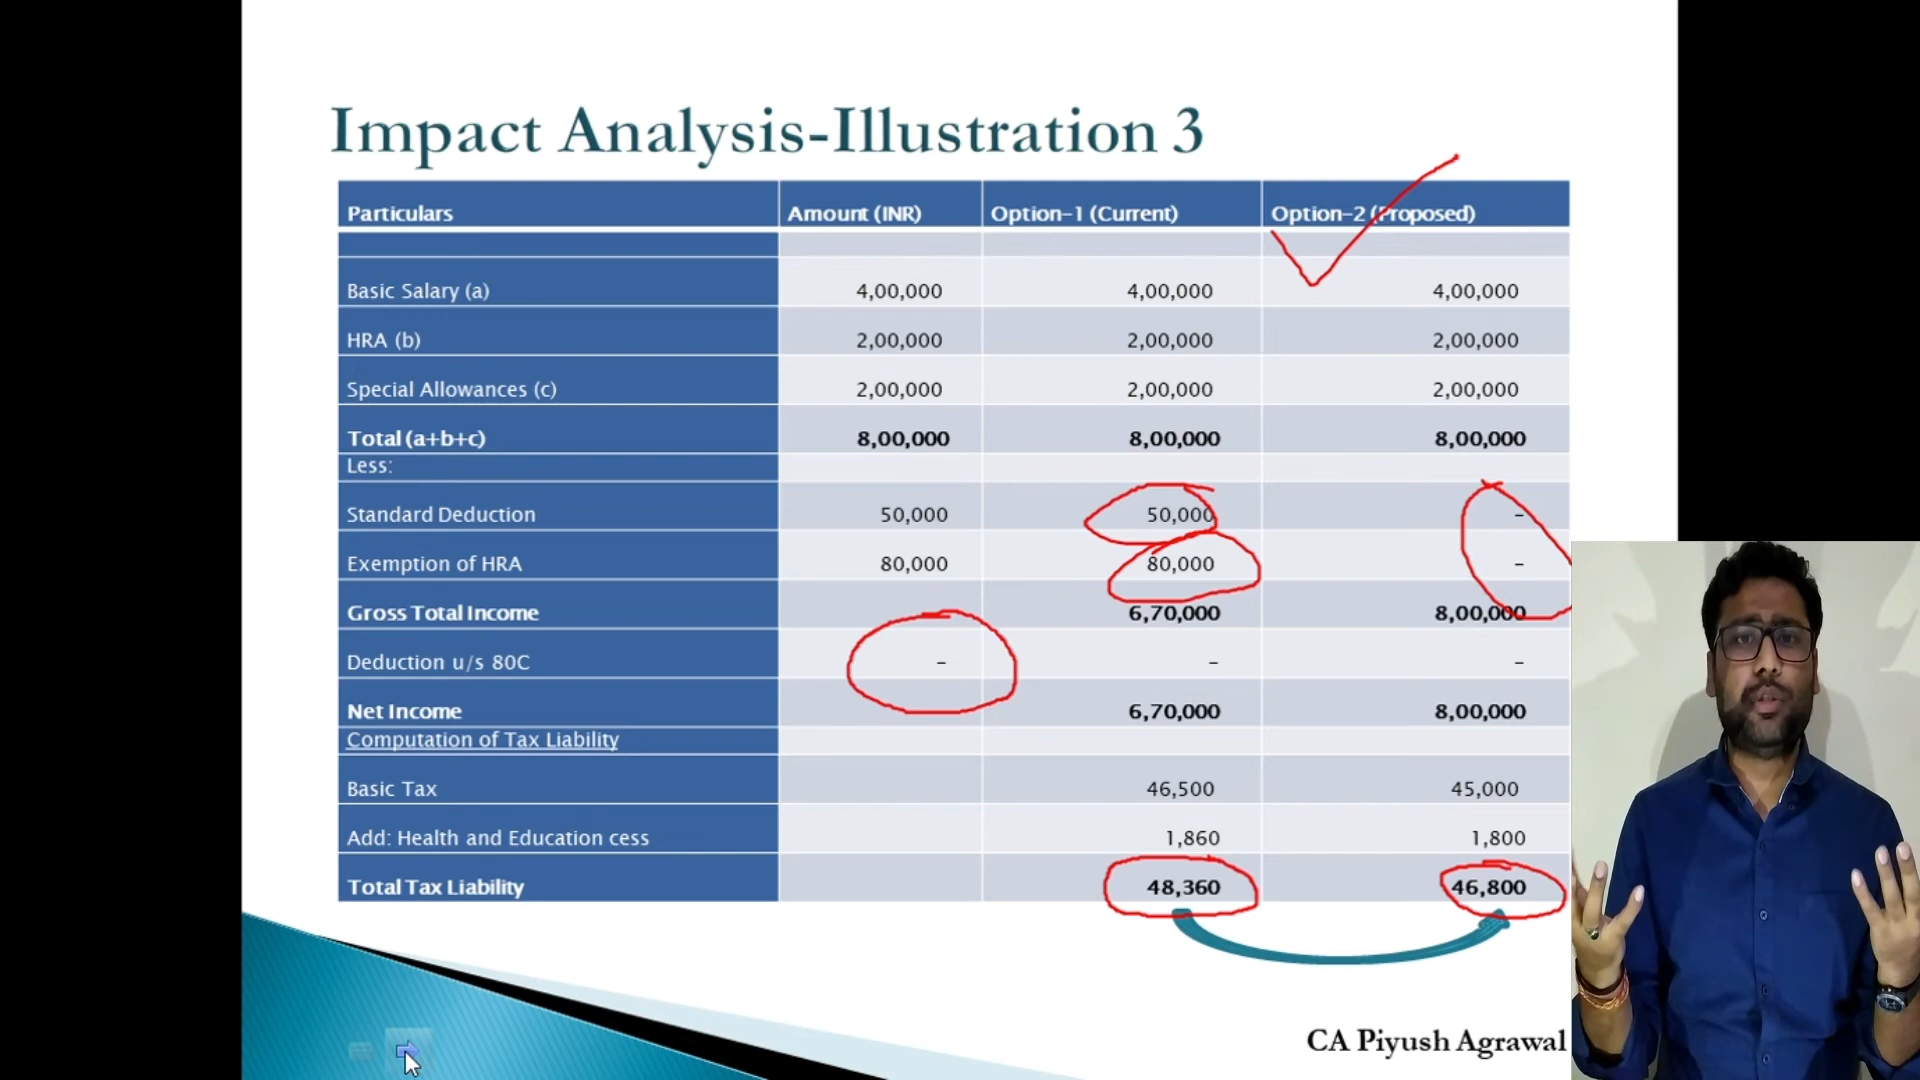 Impact Analysis-Illustration 3
Particulars Amount (INR) Option-1 (Current) Option-2 (Proposed)
Basic Salary (a) 4,00,000 4,00,000 4,00,000
HRA (b) 2,00,000 2,00,000 2,00,000
Special Allowances (c) 2,00,000 2,00,000 2,00,000
Total (a+b+c) 8,00,000 8,00,000 8,00,000
Less:
Standard Deduction 50,000 50,000 -
Exemption of HRA 80,000 80,000 -
Gross Total Income 6,70,000 8,00,000
Deduction u/s 80C - - -
Net Income 6,70,000 8,00,000
Computation of Tax Liability
Basic Tax 46,500 45,000
Add: Health and Education cess 1,860 1,800
Total Tax Liability 48,360 46,800
CA Piyush Agrawal